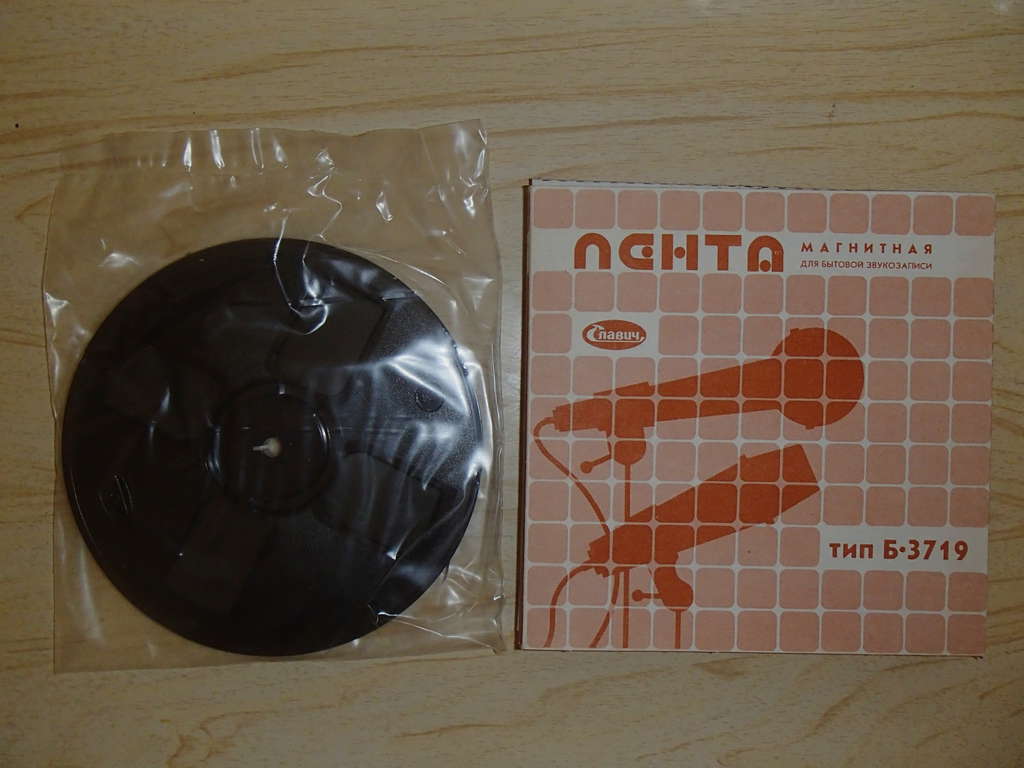 ЛЕНТА
МАГНИТНАЯ
ДЛЯ БЫТОВОЙ ЗВУКОЗАПИСИ
Славич
тип Б·3719